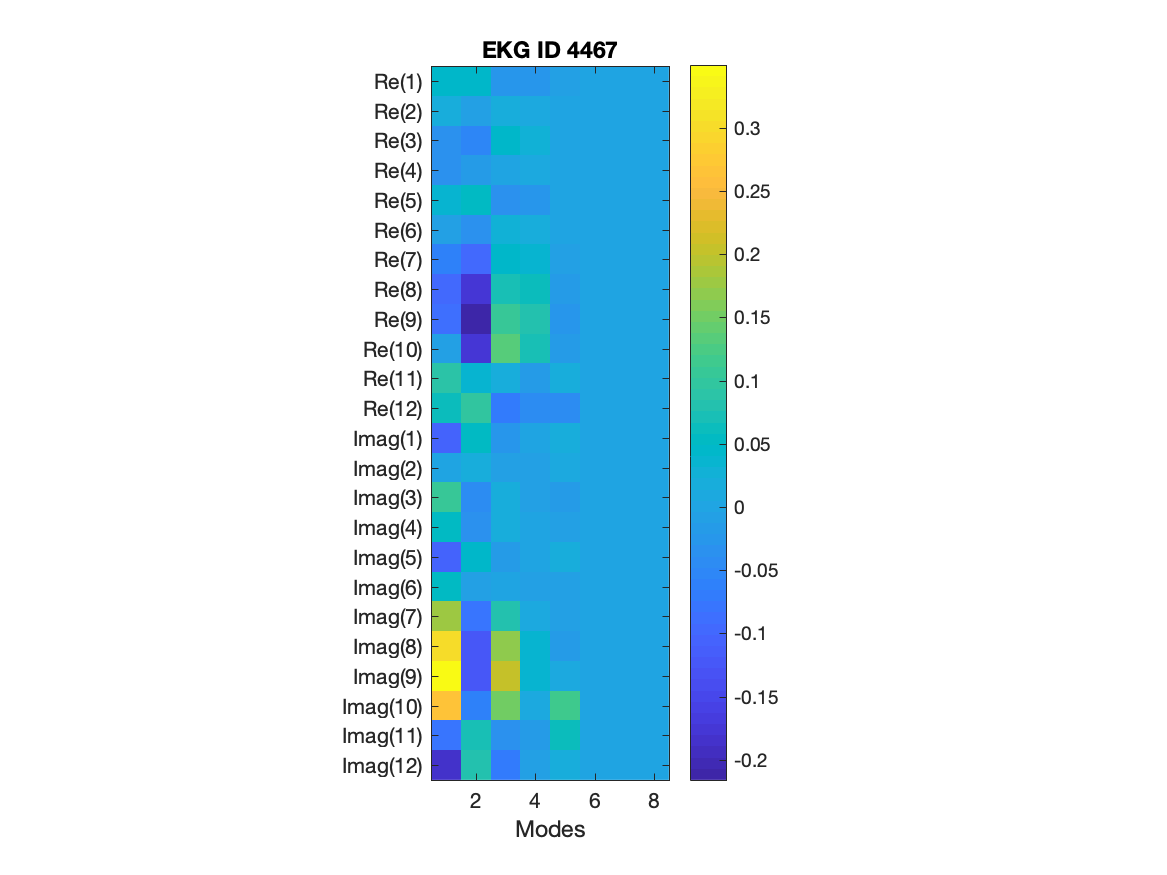 EKG ID 4467
Re(1)
Re(2)
Re(3)
Re(4)
Re(5)
Re(6)
Re(7)
Re(8)
Re(9)
Re(10)
Re(11)
Re(12)
Imag(1)
Imag(2)
Imag(3)
Imag(4)
Imag(5)
Imag(6)
Imag(7)
Imag(8)
Imag(9)
Imag(10)
Imag(11)
Imag(12)
2 4 6 8
Modes
0.3
0.25
0.2
0.15
0.1
0.05
0
-0.05
-0.1
-0.15
-0.2